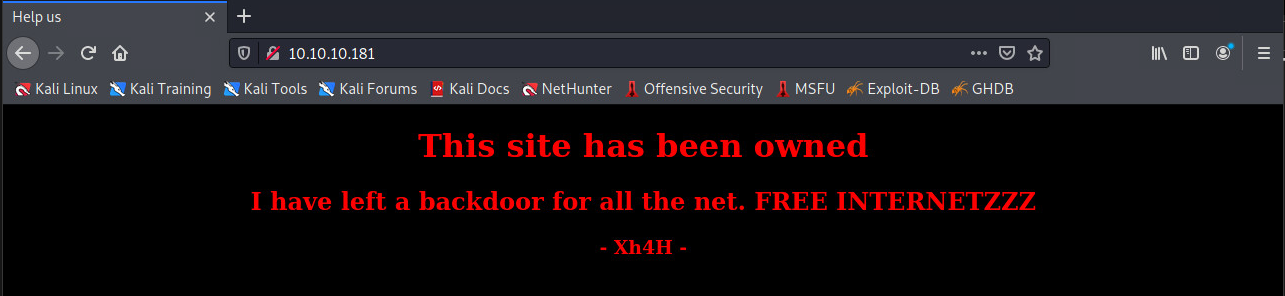 Help us
10.10.10.181
Kali Linux Kali Training Kali Tools Kali Forums Kali Docs NetHunter Offensive Security MSFU Exploit-DB GHDB
This site has been owned
I have left a backdoor for all the net. FREE INTERNETZZZ
- Xh4H -